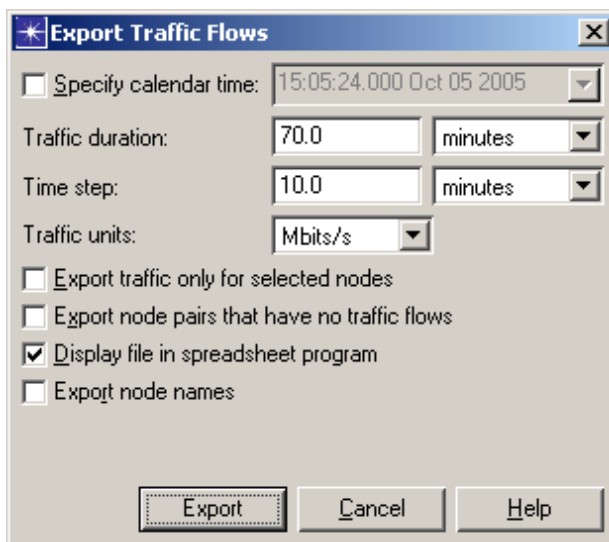 Export Traffic Flows
Specify calendar time: 15:05:24.000 Oct 05 2005
Traffic duration: 70.0 minutes
Time step: 10.0 minutes
Traffic units: Mbits/s
Export traffic only for selected nodes
Export node pairs that have no traffic flows
Display file in spreadsheet program
Export node names
Export Cancel Help